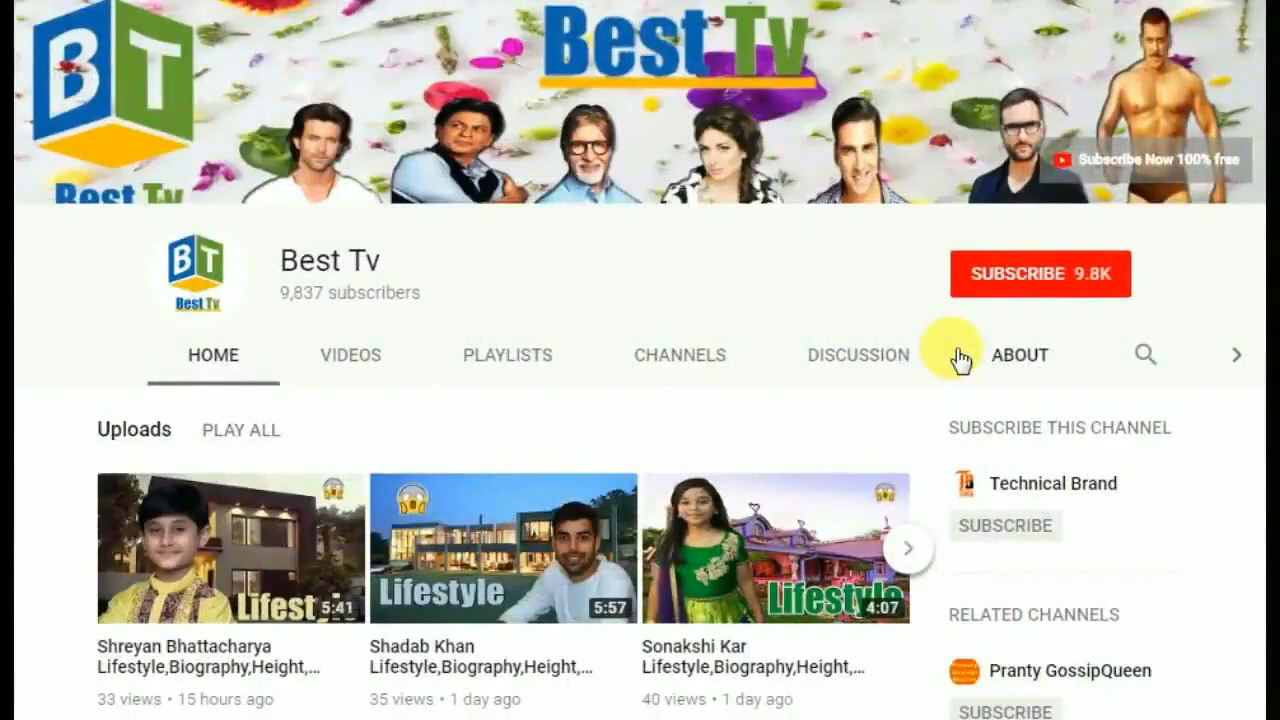 BT
Best Tv
Best Tv
Subscribe Now 100% free
BT
Best Tv
Best Tv
9,837 subscribers
SUBSCRIBE 9.8K
HOME VIDEOS PLAYLISTS CHANNELS DISCUSSION ABOUT
Uploads PLAY ALL
Lifest 5:41
Lifestyle 5:57
Lifestyle 4:07
Shreyan Bhattacharya
Lifestyle,Biography,Height,...
33 views • 15 hours ago
Shadab Khan
Lifestyle,Biography,Height,...
35 views • 1 day ago
Sonakshi Kar
Lifestyle,Biography,Height,...
40 views • 1 day ago
SUBSCRIBE THIS CHANNEL
Technical Brand
SUBSCRIBE
RELATED CHANNELS
Pranty GossipQueen
SUBSCRIBE